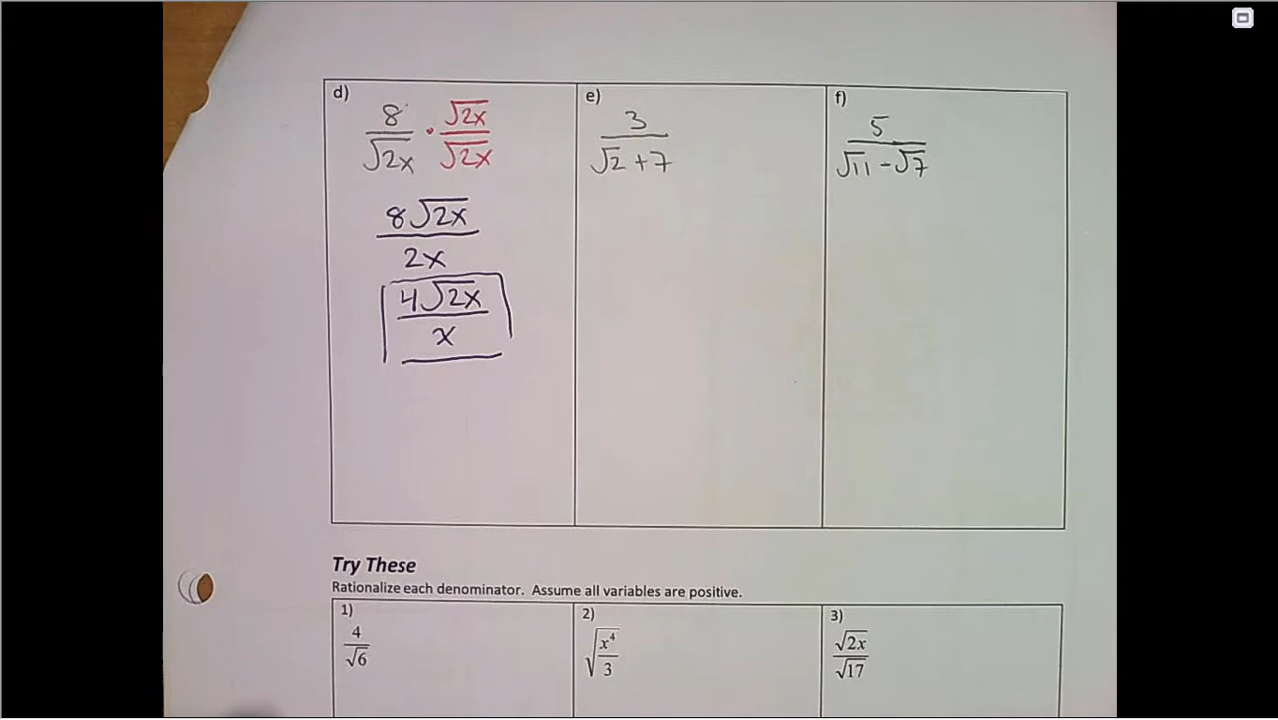 d)
8/√2x · √2x/√2x
8√2x/2x
4√2x/x
e)
3/√2 + 7
f)
5/√11 - √7
Try These
Rationalize each denominator. Assume all variables are positive.
1)
4/√6
2)
√x⁴/3
3)
√2x/√17